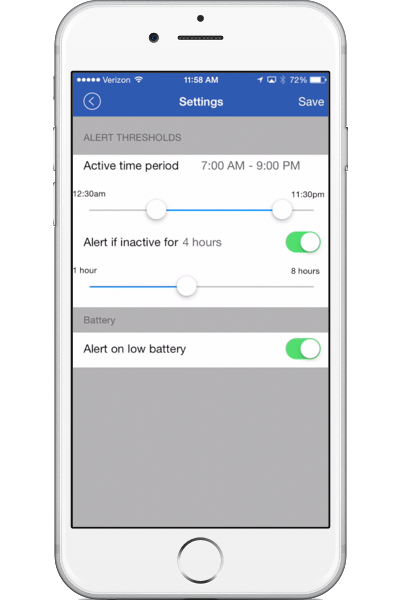 Verizon 11:58 AM 72%
Settings Save
ALERT THRESHOLDS
Active time period 7:00 AM - 9:00 PM
12:30am 11:30pm
Alert if inactive for 4 hours
1 hour 8 hours
Battery
Alert on low battery